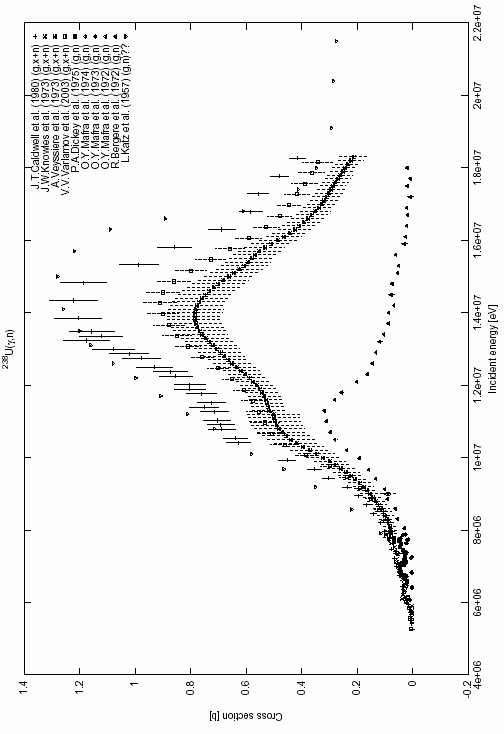 ²³⁸U(γ,n)
J.T.Caldwell et al. (1980) (g,x+n)
J.W.Knowles et al. (1973) (g,x+n)
A.Veyssiere et al. (1973) (g,x+n)
V.V.Varlamov et al. (2003) (g,x+n)
P.A.Dickey et al. (1975) (g,n)
O.Y.Mafra et al. (1974) (g,n)
O.Y.Mafra et al. (1973) (g,n)
O.Y.Mafra et al. (1972) (g,n)
R.Bergere et al. (1972) (g,n)
L.Katz et al. (1957) (g,n)??
Cross section [b]
1.4
1.2
1
0.8
0.6
0.4
0.2
0
-0.2
4e+06
6e+06
8e+06
1e+07
1.2e+07
1.4e+07
1.6e+07
1.8e+07
2e+07
2.2e+07
Incident energy [eV]